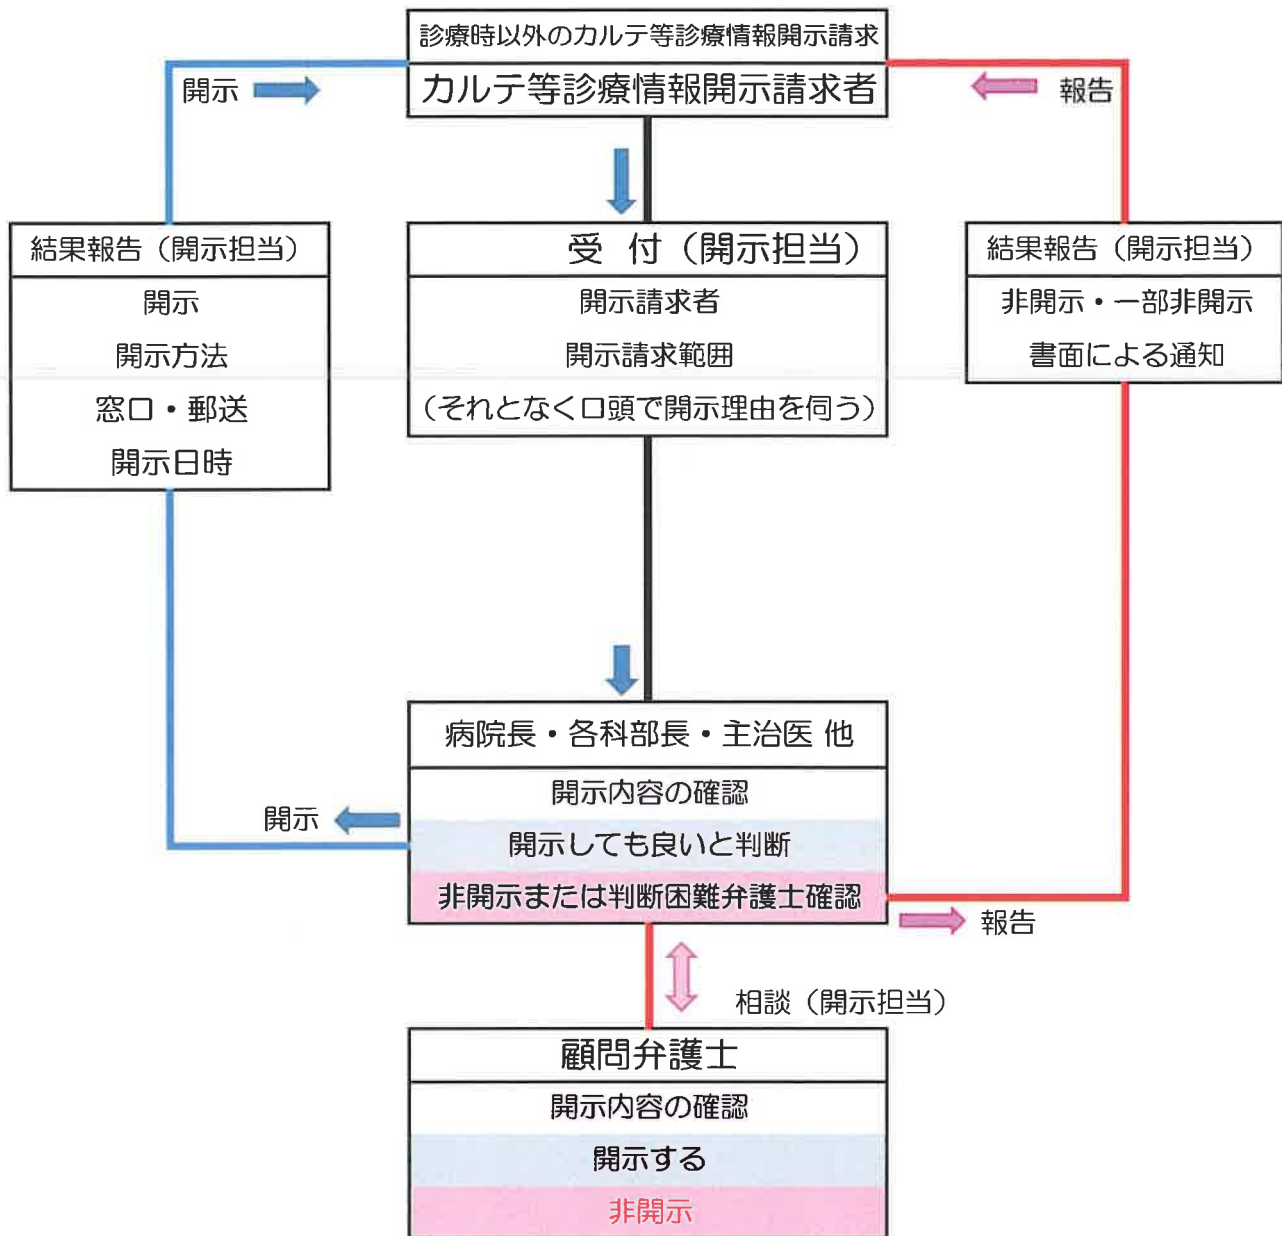 診療時以外のカルテ等診療情報開示請求
カルテ等診療情報開示請求者
開示
報告
結果報告（開示担当）
開示
開示方法
窓口・郵送
開示日時
受 付（開示担当）
開示請求者
開示請求範囲
（それとなく口頭で開示理由を伺う）
結果報告（開示担当）
非開示・一部非開示
書面による通知
病院長・各科部長・主治医 他
開示内容の確認
開示しても良いと判断
非開示または判断困難弁護士確認
開示
報告
相談（開示担当）
顧問弁護士
開示内容の確認
開示する
非開示